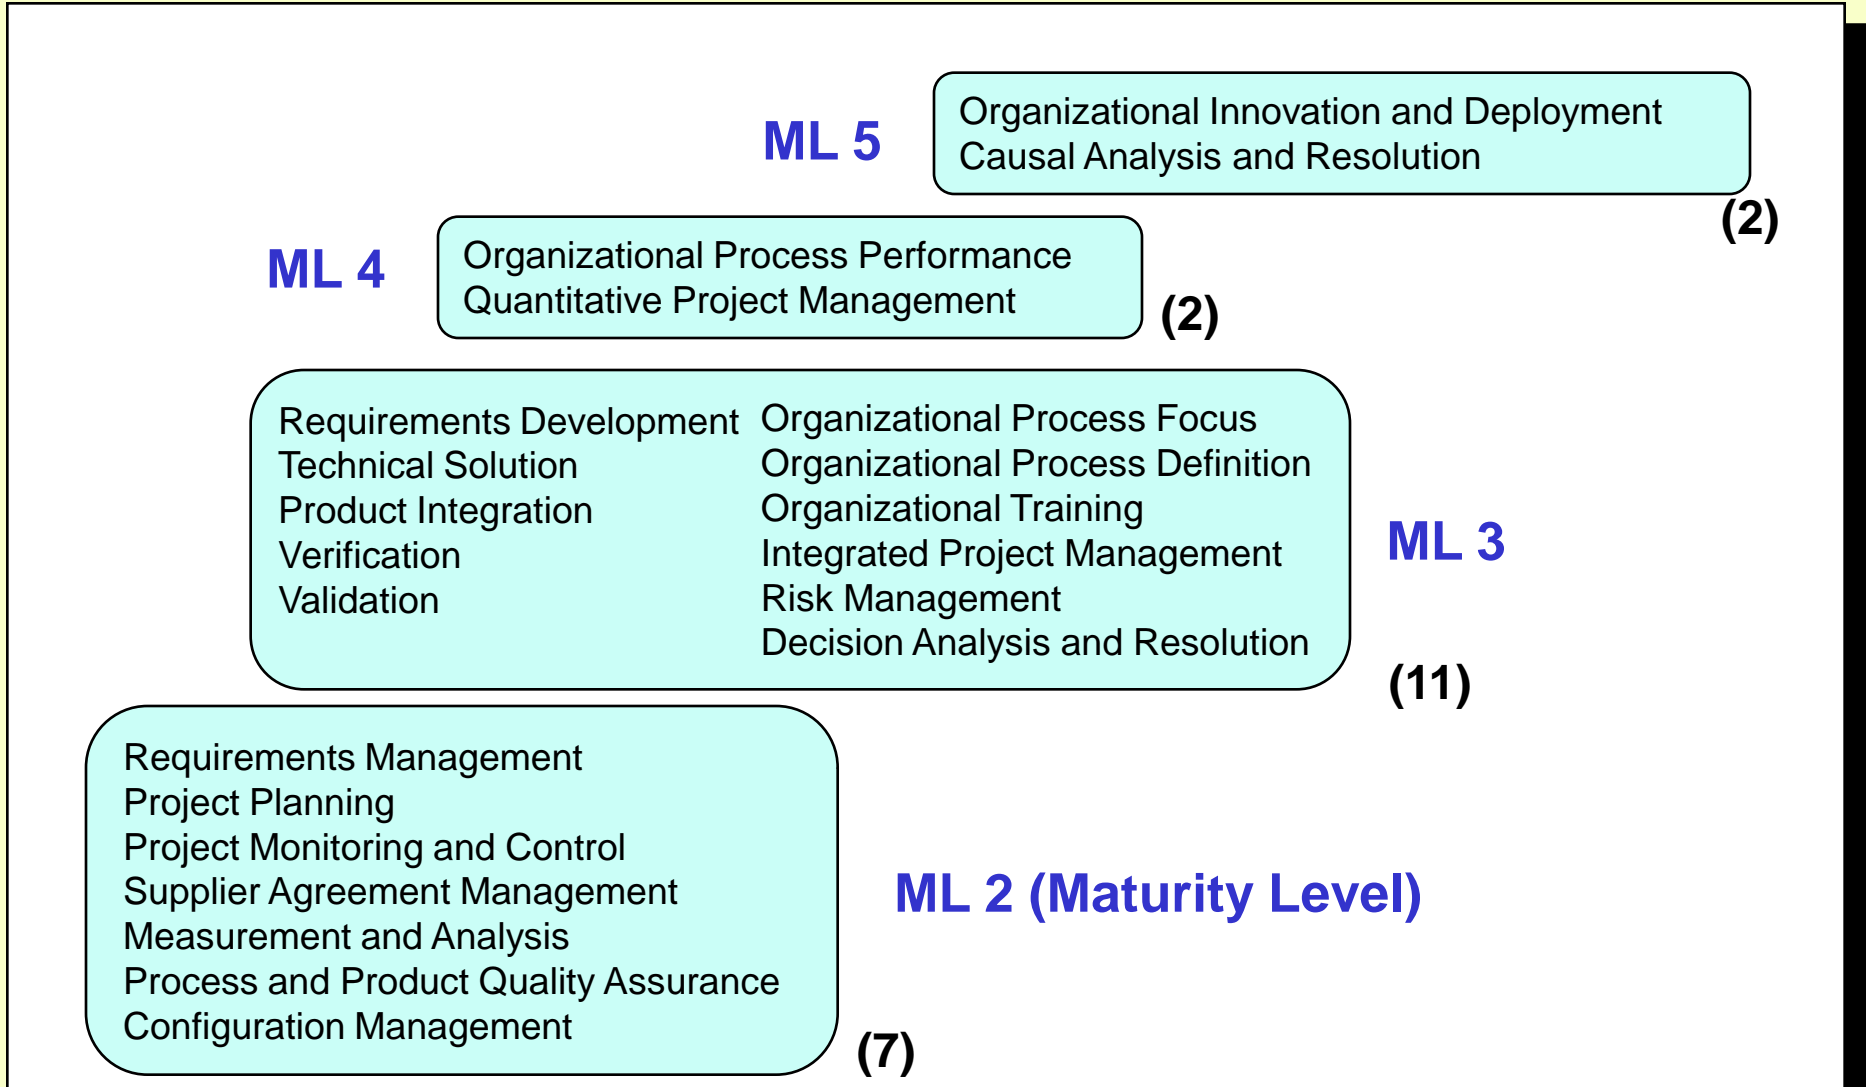 ML 5
Organizational Innovation and Deployment
Causal Analysis and Resolution
(2)
ML 4
Organizational Process Performance
Quantitative Project Management
(2)
Requirements Development
Technical Solution
Product Integration
Verification
Validation
Organizational Process Focus
Organizational Process Definition
Organizational Training
Integrated Project Management
Risk Management
Decision Analysis and Resolution
ML 3
(11)
Requirements Management
Project Planning
Project Monitoring and Control
Supplier Agreement Management
Measurement and Analysis
Process and Product Quality Assurance
Configuration Management
ML 2 (Maturity Level)
(7)